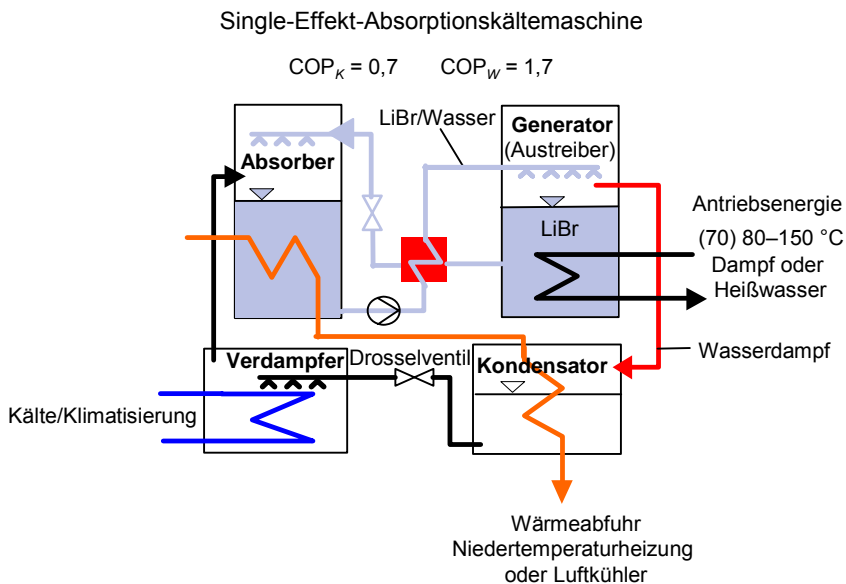 Single-Effekt-Absorptionskältemaschine
COP_K = 0,7 COP_W = 1,7
LiBr/Wasser
Generator
(Austreiber)
Absorber
Antriebsenergie
(70) 80–150 °C
Dampf oder
Heißwasser
LiBr
Verdampfer
Drosselventil
Kondensator
Wasserdampf
Kälte/Klimatisierung
Wärmeabfuhr
Niedertemperaturheizung
oder Luftkühler